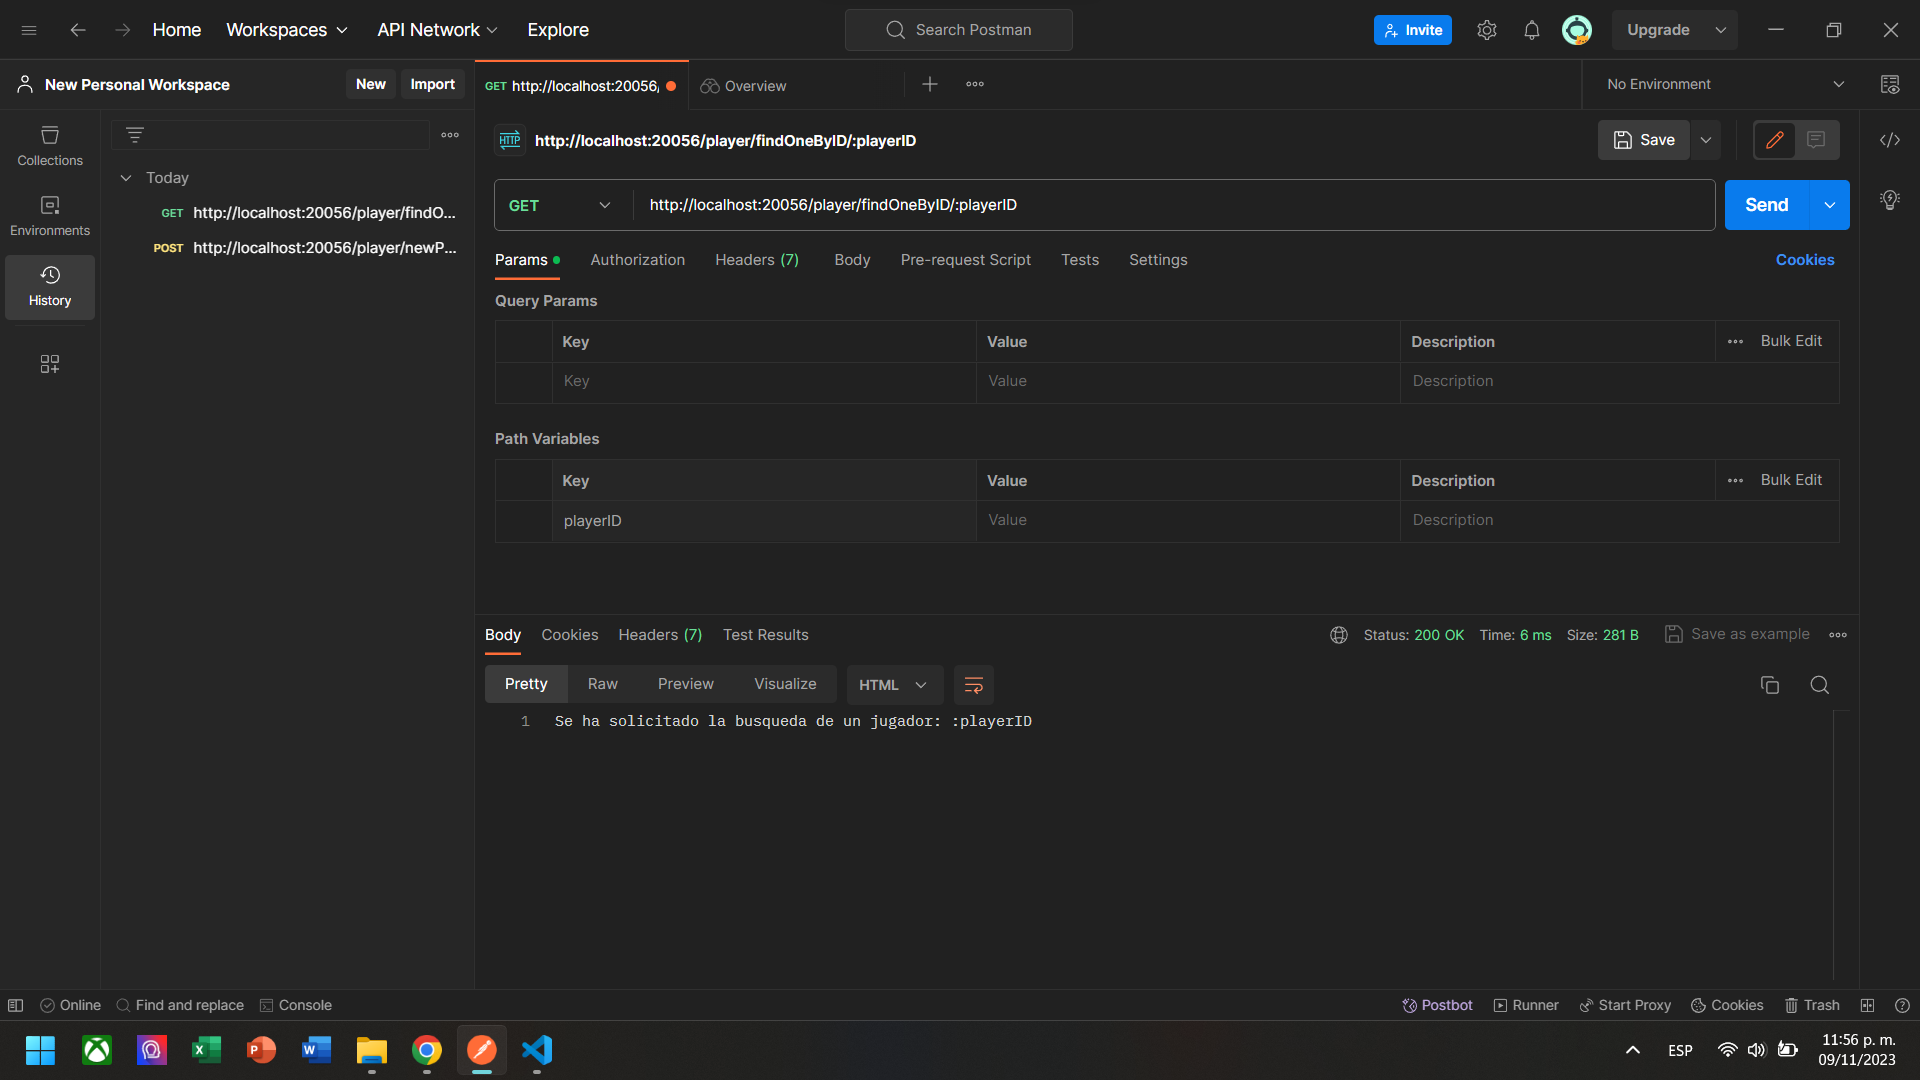 Home
Workspaces
API Network
Explore
Search Postman
Invite
Upgrade
New Personal Workspace
New
Import
GET http://localhost:20056/
Overview
No Environment
Collections
Environments
History
Today
GET http://localhost:20056/player/findO...
POST http://localhost:20056/player/newP...
HTTP
http://localhost:20056/player/findOneByID/:playerID
Save
GET
http://localhost:20056/player/findOneByID/:playerID
Send
Params
Authorization
Headers (7)
Body
Pre-request Script
Tests
Settings
Cookies
Query Params
Key
Value
Description
Bulk Edit
Key
Value
Description
Path Variables
Key
Value
Description
Bulk Edit
playerID
Value
Description
Body
Cookies
Headers (7)
Test Results
Status: 200 OK
Time: 6 ms
Size: 281 B
Save as example
Pretty
Raw
Preview
Visualize
HTML
1 Se ha solicitado la busqueda de un jugador: :playerID
Online
Find and replace
Console
Postbot
Runner
Start Proxy
Cookies
Trash
ESP
11:56 p. m.
09/11/2023